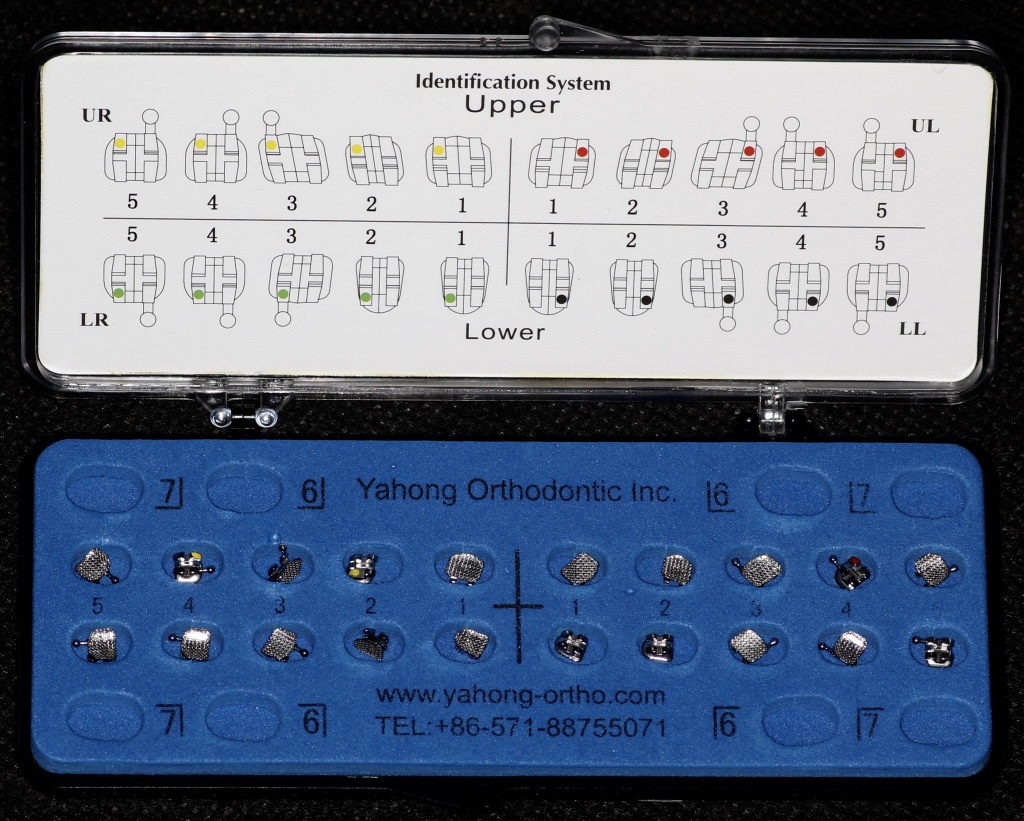 Identification System
Upper
UR UL
5 4 3 2 1 1 2 3 4 5
5 4 3 2 1 1 2 3 4 5
LR LL
Lower
7 6 Yahong Orthodontic Inc. 6 7
5 4 3 2 1 1 2 3 4 5
www.yahong-ortho.com
7 6 TEL:+86-571-88755071 6 7